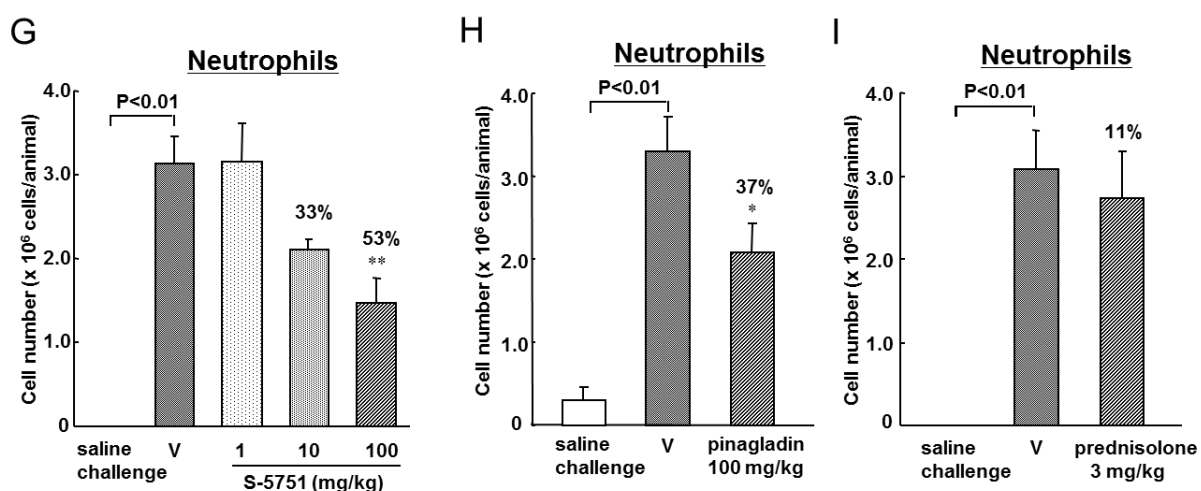 G
Neutrophils
Cell number (x 10⁶ cells/animal)
4.0
3.0
2.0
1.0
0
P<0.01
33%
53%
**
saline
challenge
V
1
10
100
S-5751 (mg/kg)
H
Neutrophils
Cell number (x 10⁶ cells/animal)
4.0
3.0
2.0
1.0
0
P<0.01
37%
*
saline
challenge
V
pinagladin
100 mg/kg
I
Neutrophils
Cell number (x 10⁶ cells/animal)
4.0
3.0
2.0
1.0
0
P<0.01
11%
saline
challenge
V
prednisolone
3 mg/kg